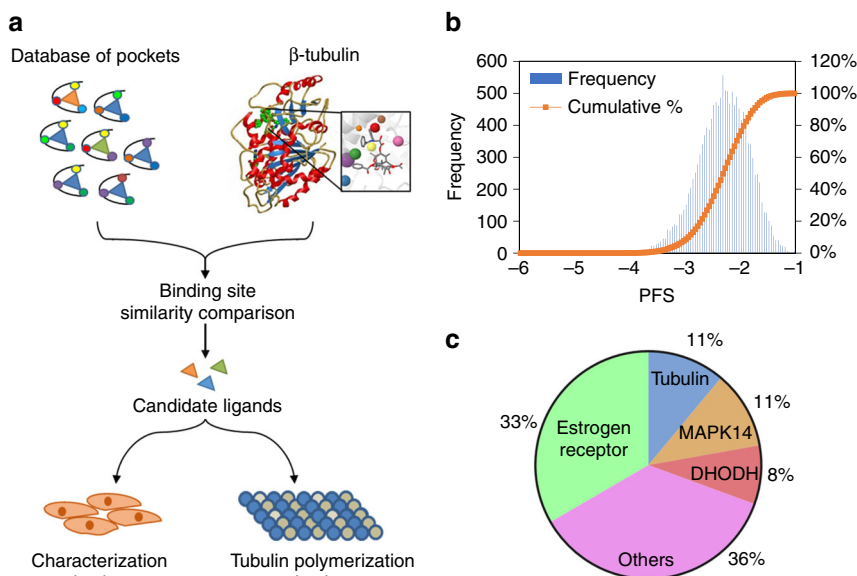 a
Database of pockets
β-tubulin
Binding site
similarity comparison
Candidate ligands
Characterization
Tubulin polymerization
b
Frequency
Cumulative %
Frequency
600
500
400
300
200
100
0
120%
100%
80%
60%
40%
20%
0%
–6
–5
–4
–3
–2
–1
PFS
c
11%
Tubulin
11%
MAPK14
33%
Estrogen
receptor
DHODH
8%
Others
36%